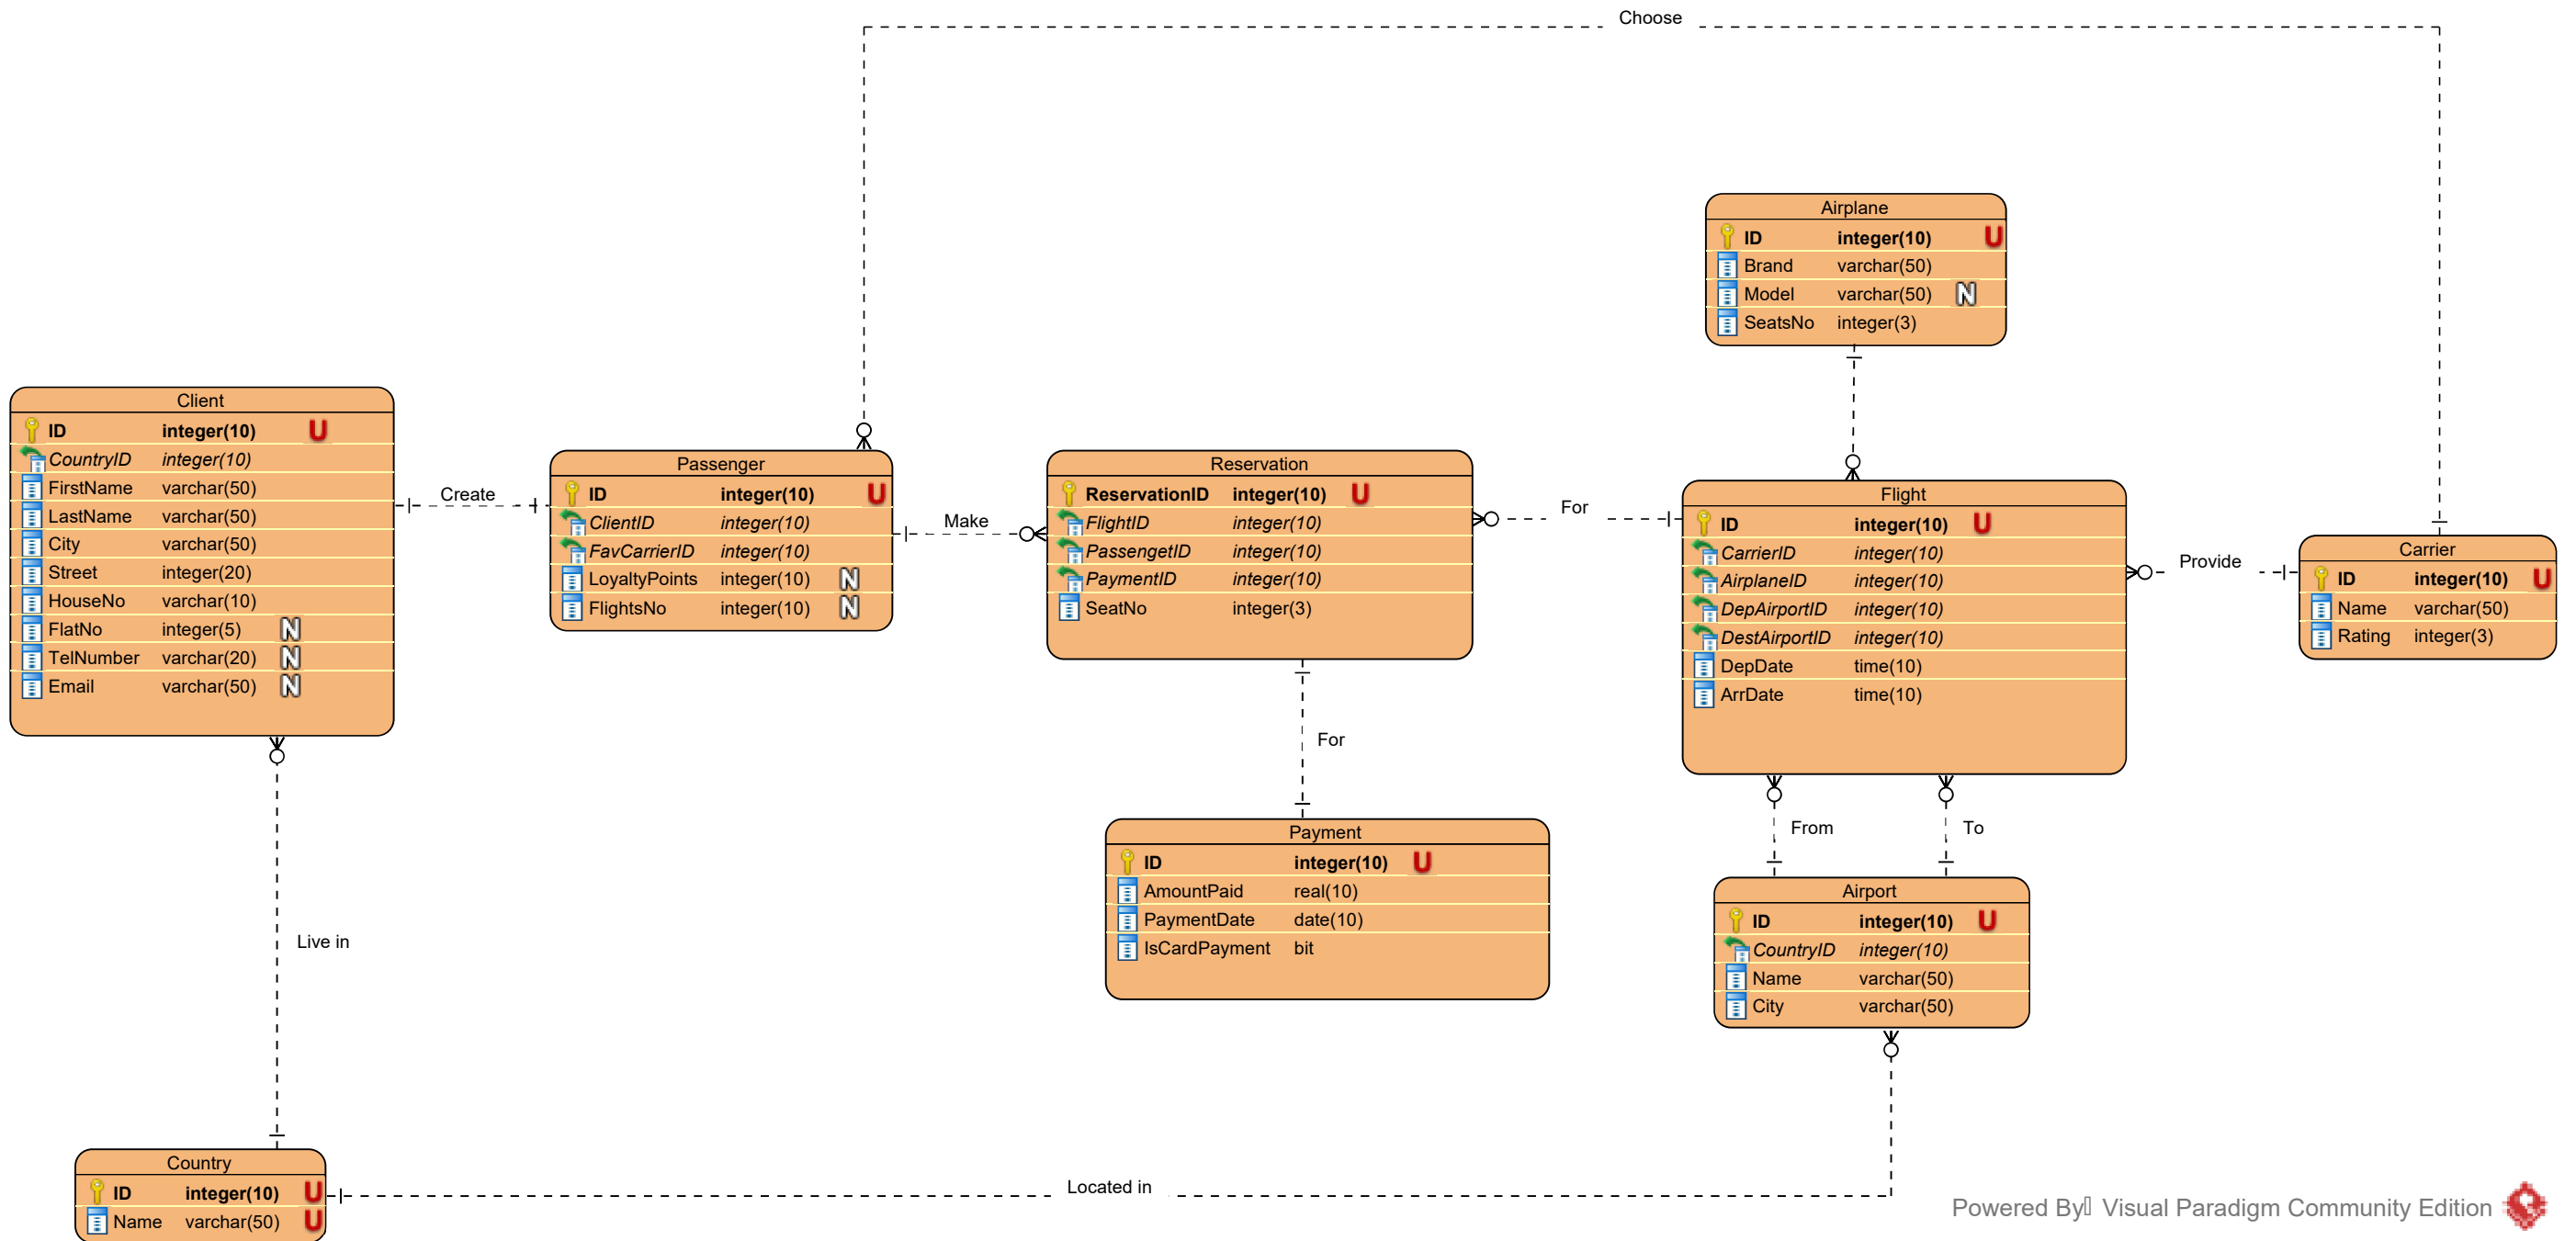 Choose
Airplane
ID integer(10) U
Brand varchar(50)
Model varchar(50) N
SeatsNo integer(3)
Client
ID integer(10) U
CountryID integer(10)
FirstName varchar(50)
LastName varchar(50)
City varchar(50)
Street integer(20)
HouseNo varchar(10)
FlatNo integer(5) N
TelNumber varchar(20) N
Email varchar(50) N
Create
Passenger
ID integer(10) U
ClientID integer(10)
FavCarrierID integer(10)
LoyaltyPoints integer(10) N
FlightsNo integer(10) N
Make
Reservation
ReservationID integer(10) U
FlightID integer(10)
PassengetID integer(10)
PaymentID integer(10)
SeatNo integer(3)
For
Flight
ID integer(10) U
CarrierID integer(10)
AirplaneID integer(10)
DepAirportID integer(10)
DestAirportID integer(10)
DepDate time(10)
ArrDate time(10)
Provide
Carrier
ID integer(10) U
Name varchar(50)
Rating integer(3)
For
Payment
ID integer(10) U
AmountPaid real(10)
PaymentDate date(10)
IsCardPayment bit
From
To
Airport
ID integer(10) U
CountryID integer(10)
Name varchar(50)
City varchar(50)
Live in
Country
ID integer(10) U
Name varchar(50) U
Located in
Powered By Visual Paradigm Community Edition